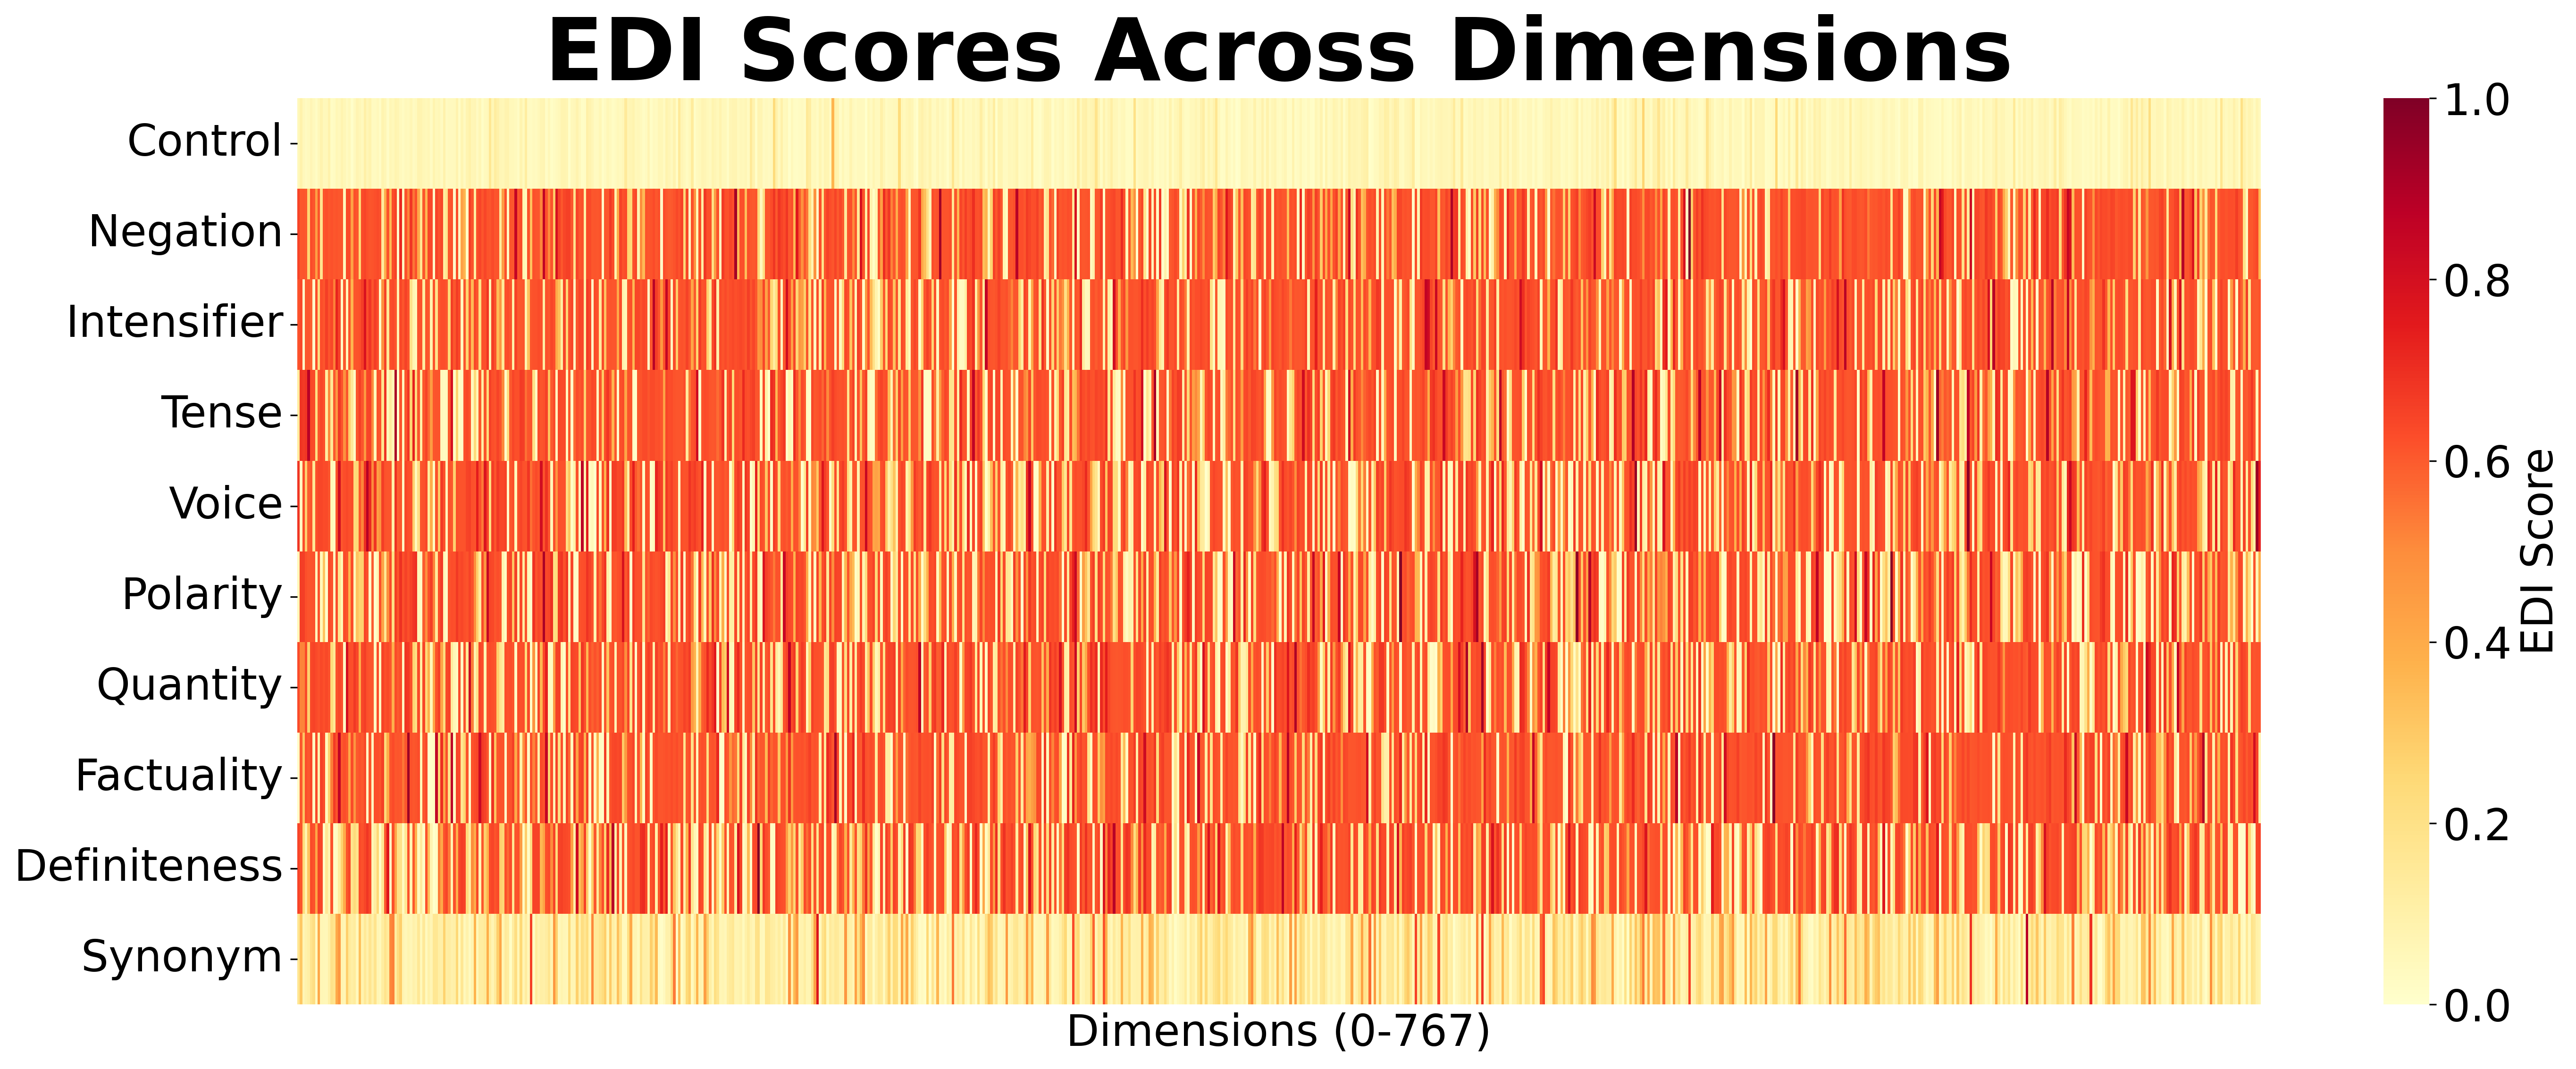 EDI Scores Across Dimensions
Control
Negation
Intensifier
Tense
Voice
Polarity
Quantity
Factuality
Definiteness
Synonym
Dimensions (0-767)
1.0
0.8
0.6
0.4
0.2
0.0
EDI Score